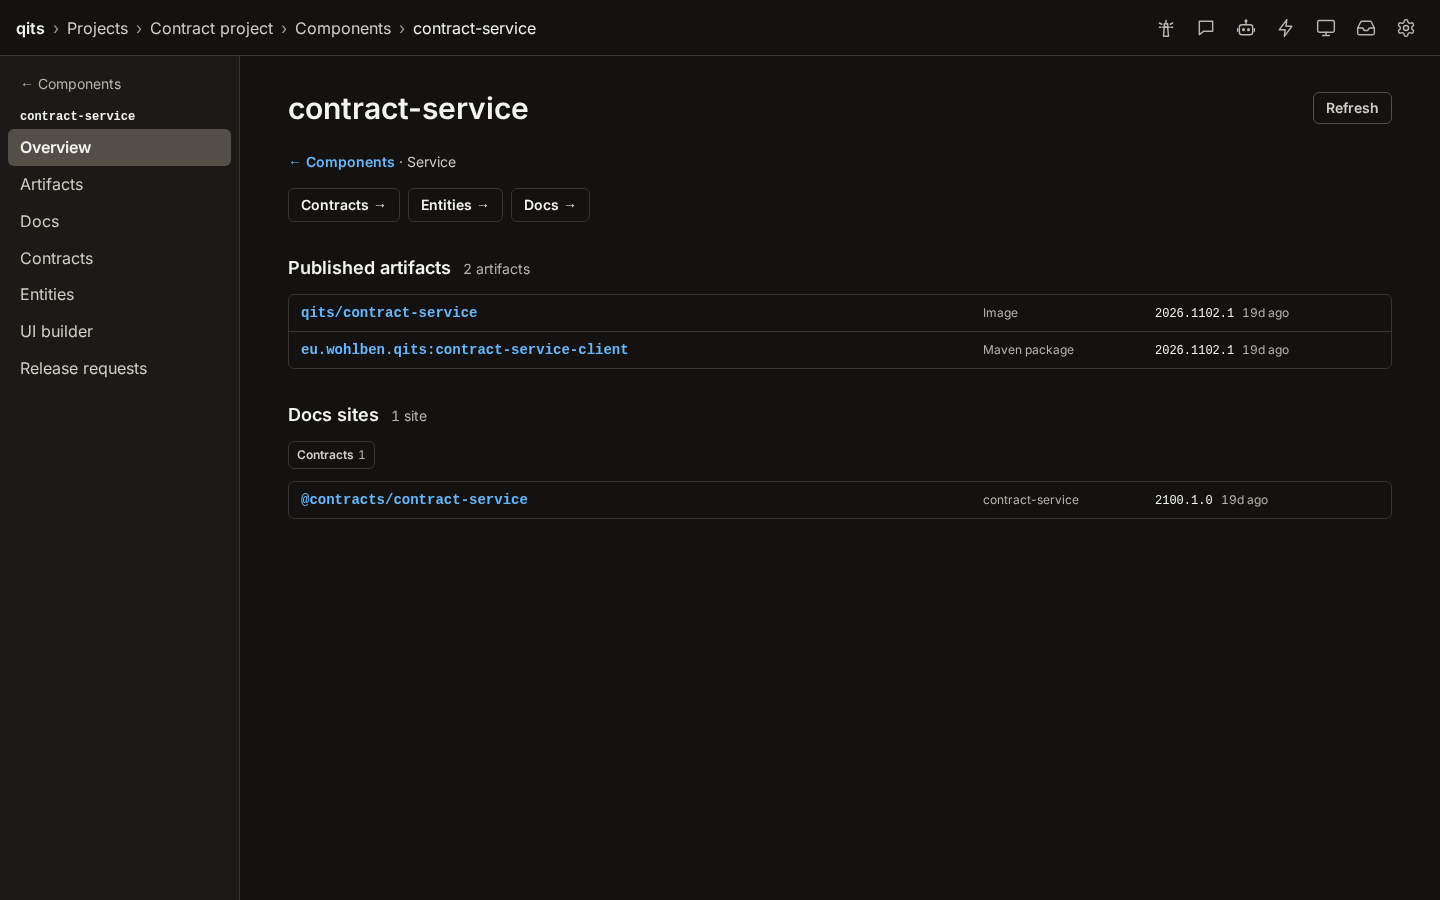 qits › Projects › Contract project › Components › contract-service
← Components
contract-service
Overview
Artifacts
Docs
Contracts
Entities
UI builder
Release requests
contract-service
Refresh
← Components · Service
Contracts →
Entities →
Docs →
Published artifacts 2 artifacts
qits/contract-service Image 2026.1102.1 19d ago
eu.wohlben.qits:contract-service-client Maven package 2026.1102.1 19d ago
Docs sites 1 site
Contracts 1
@contracts/contract-service contract-service 2100.1.0 19d ago